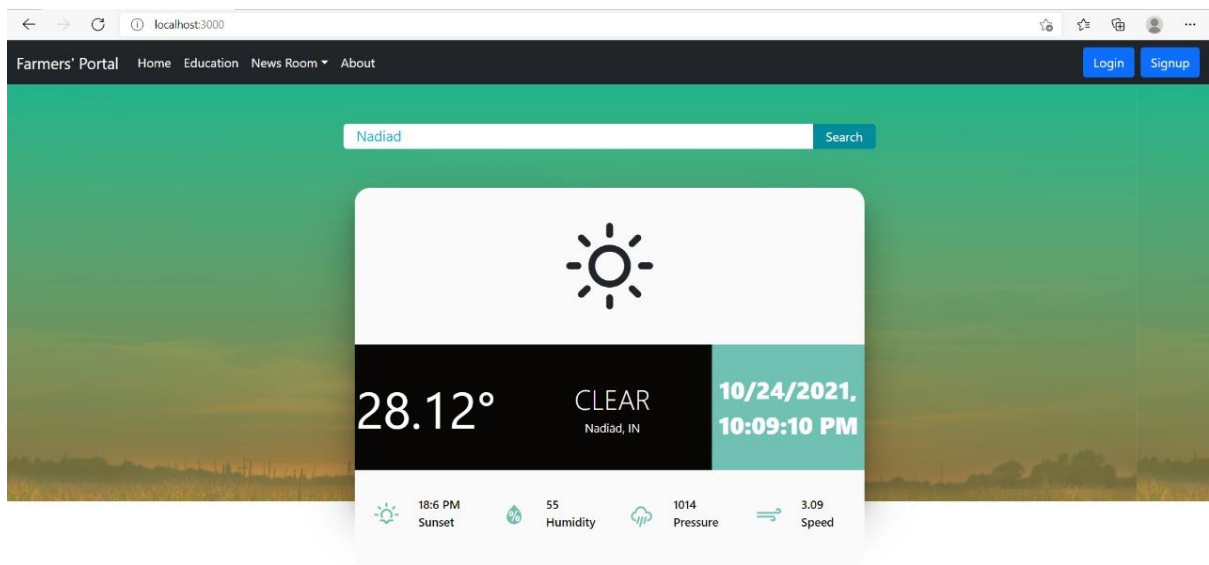 localhost:3000
Farmers' Portal Home Education News Room About Login Signup
Nadiad Search
28.12°
CLEAR
Nadiad, IN
10/24/2021,
10:09:10 PM
18:6 PM
Sunset
%
55
Humidity
1014
Pressure
3.09
Speed